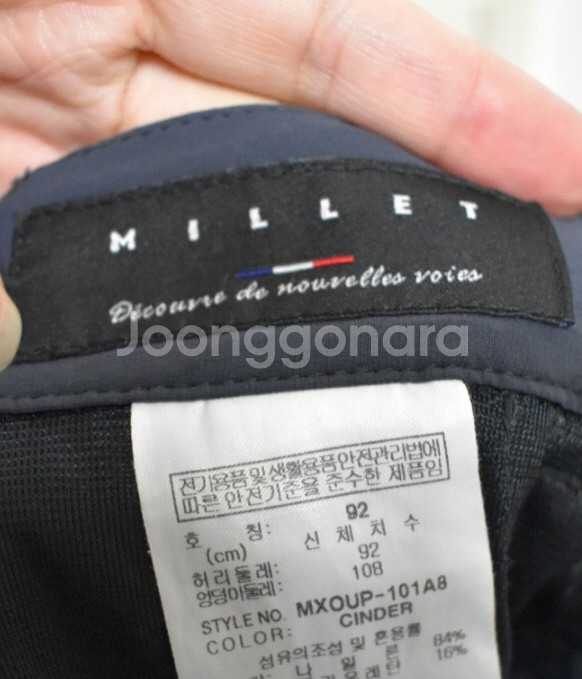 MILLET
Découvre de nouvelles voies
Joonggonara
전기용품및생활용품안전관리법에
따른 안전기준을 준수한 제품임
92
호 칭: 신 체 치 수
(cm) 92
허리둘레: 108
엉덩이둘레:
STYLE NO. MXOUP-101A8
COLOR: CINDER
섬유의조성 및 혼용률
나 일 론 84%
16%